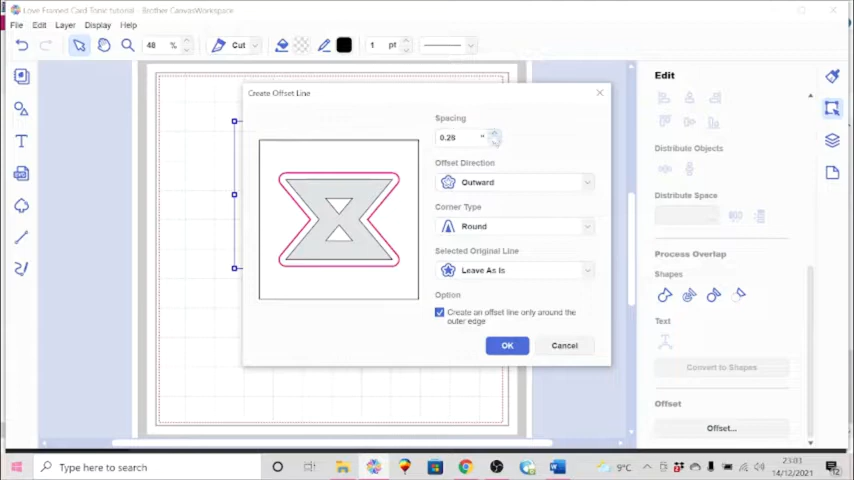 Love Framed Card Tonic tutorial - Brother CanvasWorkspace
File Edit Layer Display Help
48 % Cut 1 pt
Create Offset Line
Spacing
0.28 "
Offset Direction
Outward
Corner Type
Round
Selected Original Line
Leave As Is
Option
Create an offset line only around the
outer edge
OK Cancel
Edit
Distribute Objects
Distribute Space
Process Overlap
Shapes
Text
Convert to Shapes
Offset
Offset...
Type here to search
9°C
23:03
14/12/2021